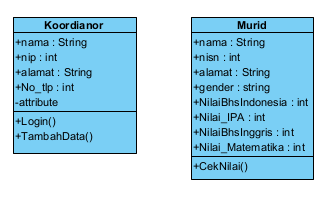 Koordianor
+nama : String
+nip : int
+alamat : String
+No_tlp : int
-attribute
+Login()
+TambahData()
Murid
+nama : String
+nisn : int
+alamat : String
+gender : string
+NilaiBhsIndonesia : int
+Nilai_IPA : int
+NilaiBhsInggris : int
+Nilai_Matematika : int
+CekNilai()